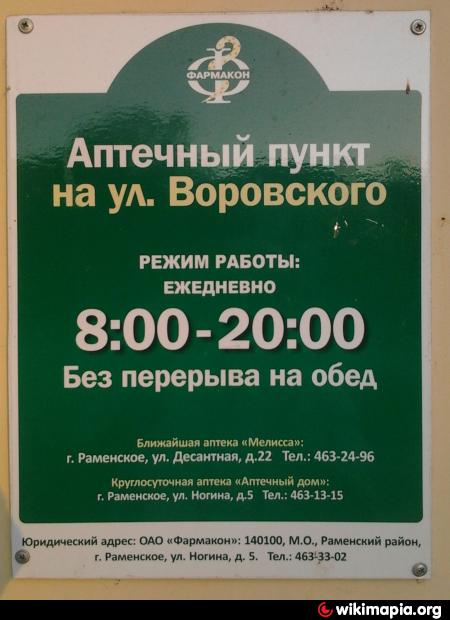 ФАРМАКОН
Аптечный пункт
на ул. Воровского
РЕЖИМ РАБОТЫ:
ЕЖЕДНЕВНО
8:00-20:00
Без перерыва на обед
Ближайшая аптека «Мелисса»:
г. Раменское, ул. Десантная, д.22 Тел.: 463-24-96
Круглосуточная аптека «Аптечный дом»:
г. Раменское, ул. Ногина, д.5 Тел.: 463-13-15
Юридический адрес: ОАО «Фармакон»: 140100, М.О., Раменский район,
г. Раменское, ул. Ногина, д. 5. Тел.: 463-33-02
wikimapia.org